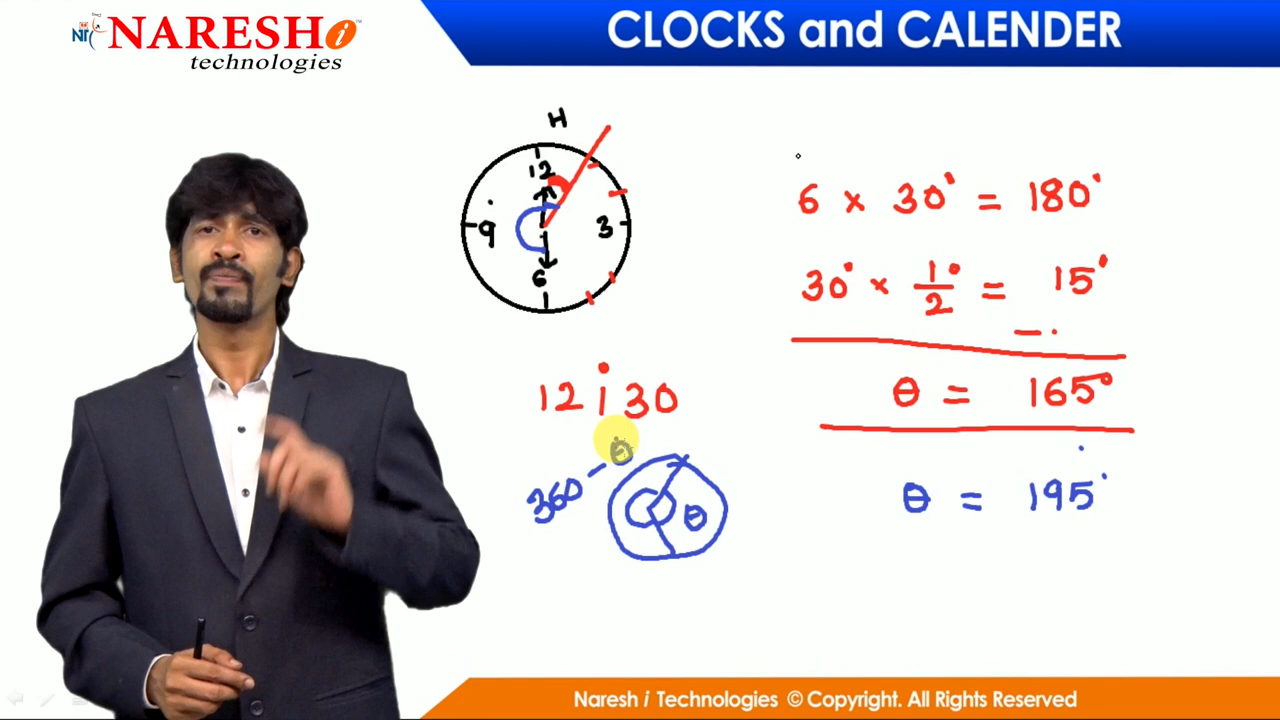 NARESH i
technologies
CLOCKS and CALENDER
H
12
9
3
6
6 × 30° = 180°
30° × 1/2° = 15°
−
θ = 165°
12 : 30
360 − θ
θ
θ = 195°
Naresh i Technologies © Copyright. All Rights Reserved